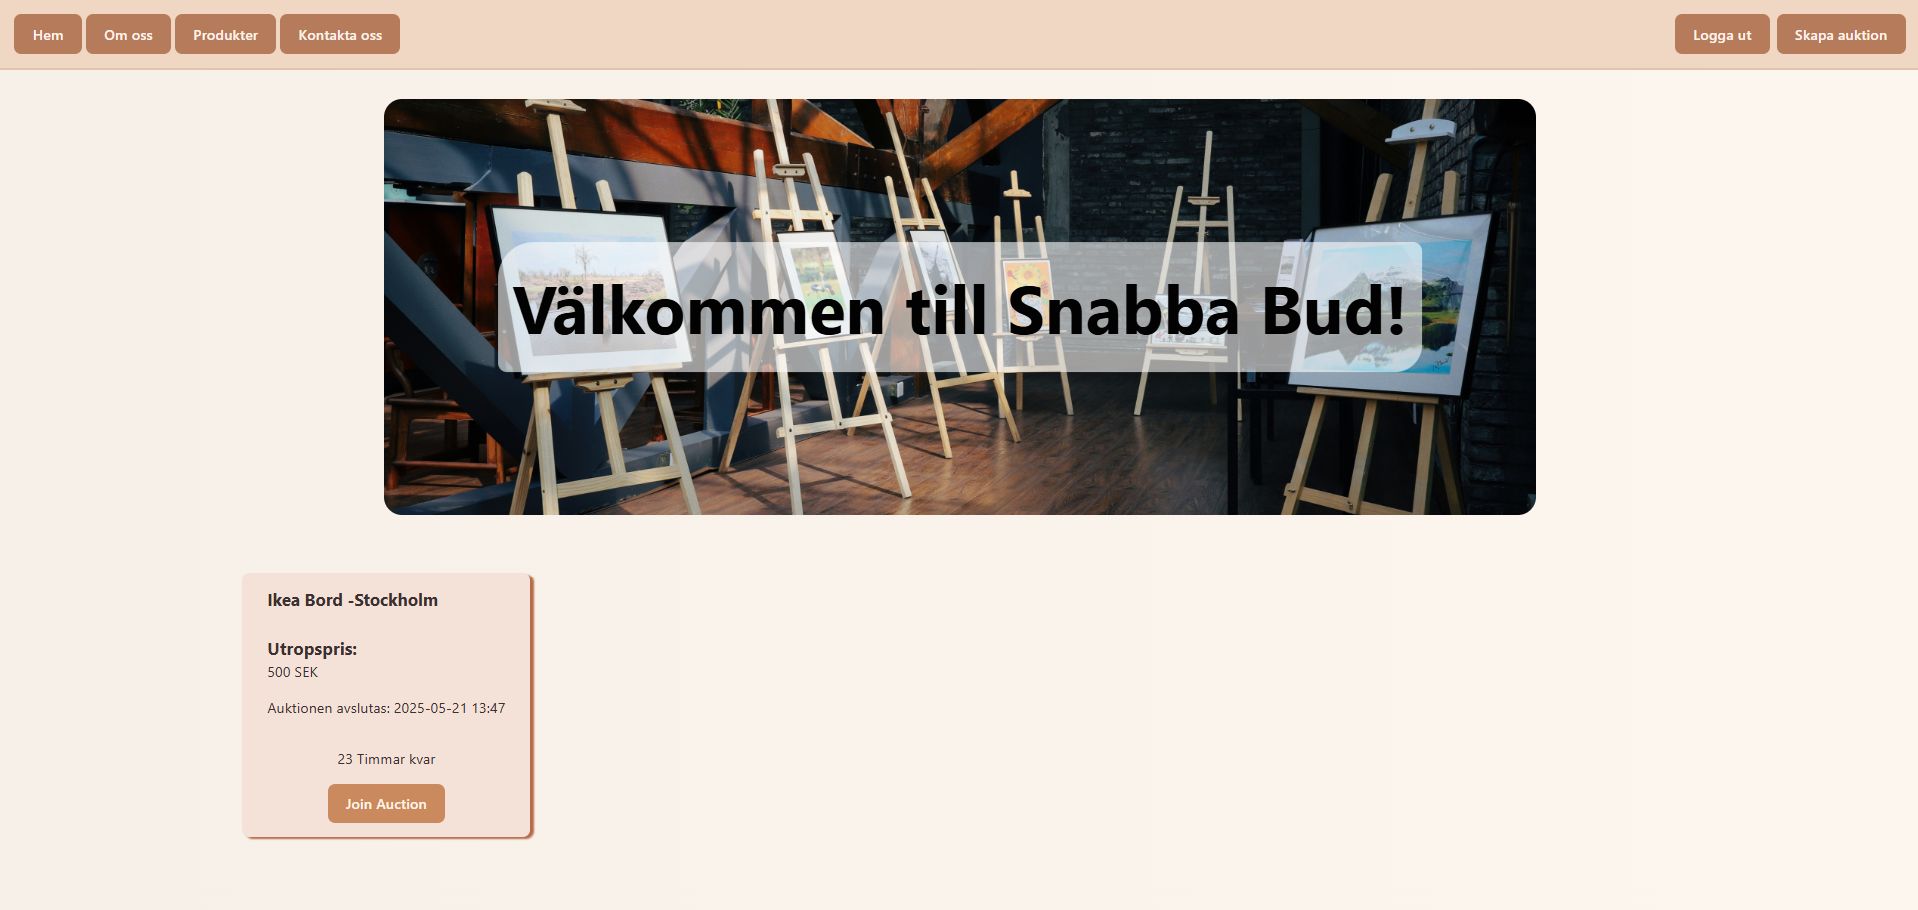 Hem
Om oss
Produkter
Kontakta oss
Logga ut
Skapa auktion
Välkommen till Snabba Bud!
Ikea Bord -Stockholm
Utropspris:
500 SEK
Auktionen avslutas: 2025-05-21 13:47
23 Timmar kvar
Join Auction